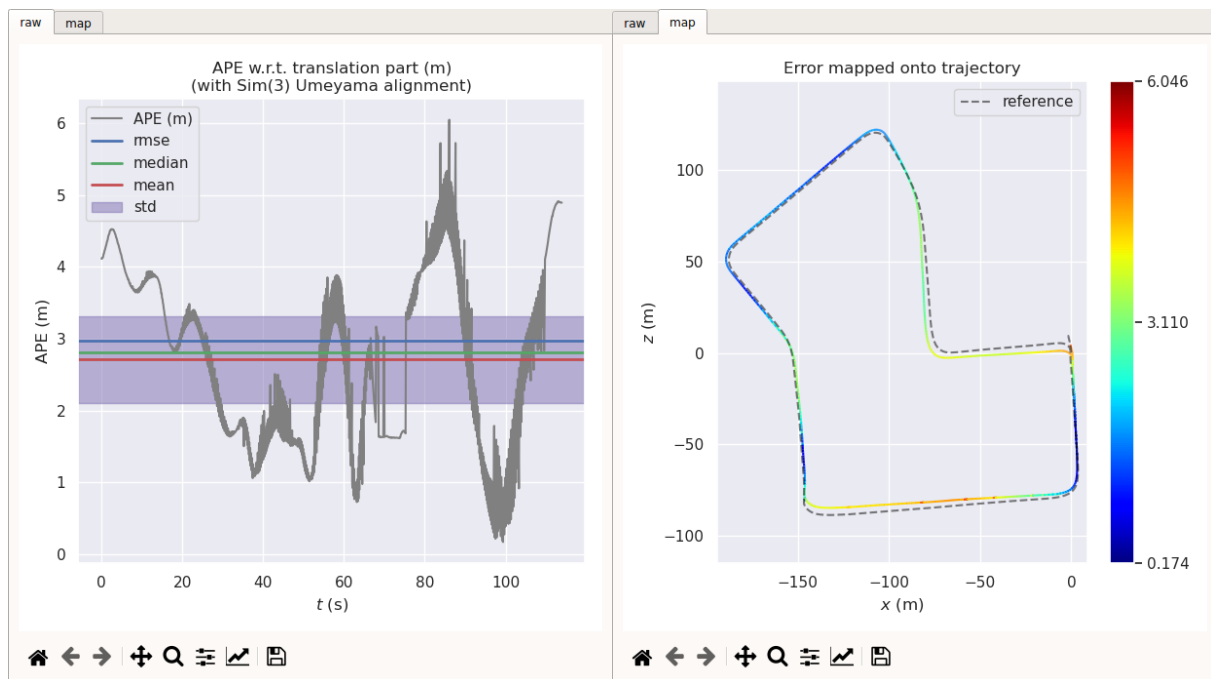 raw
map
APE w.r.t. translation part (m)
(with Sim(3) Umeyama alignment)
APE (m)
rmse
median
mean
std
6
5
4
3
2
1
0
APE (m)
0
20
40
60
80
100
t (s)
raw
map
Error mapped onto trajectory
reference
100
50
0
−50
−100
z (m)
−150
−100
−50
0
x (m)
6.046
3.110
0.174